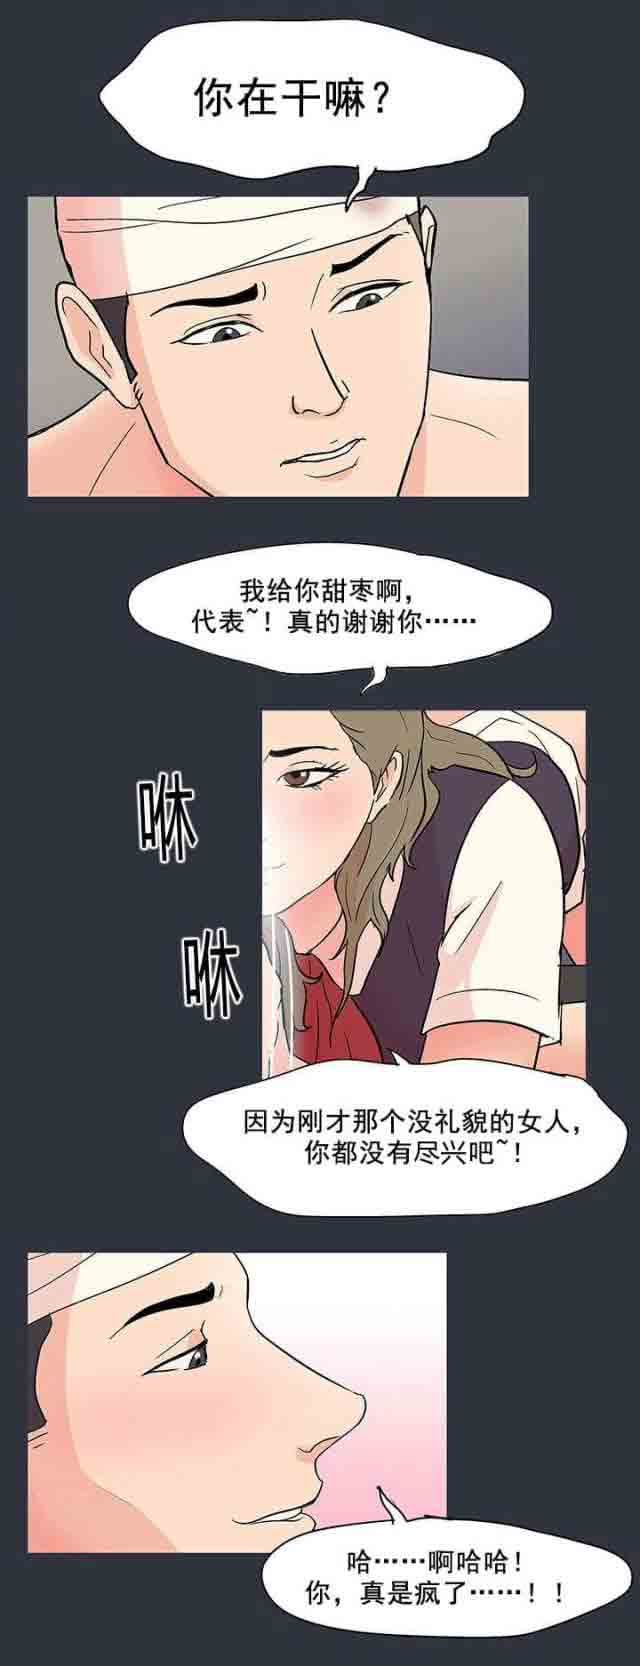 你在干嘛？
我给你甜枣啊，
代表~！真的谢谢你……
咻
咻
因为刚才那个没礼貌的女人，
你都没有尽兴吧~！
哈……啊哈哈！
你，真是疯了……！！